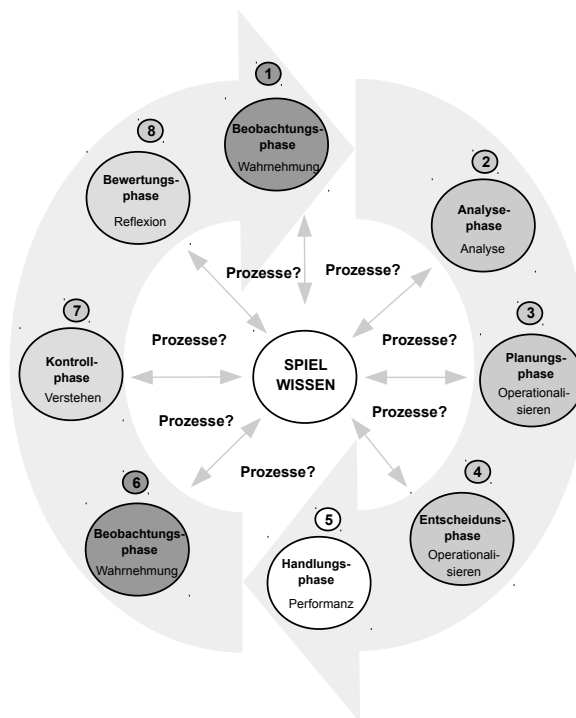 1
Beobachtungs-
phase
Wahrnehmung
2
Analyse-
phase
Analyse
3
Planungs-
phase
Operationali-
sieren
4
Entscheiduns-
phase
Operationali-
sieren
5
Handlungs-
phase
Performanz
6
Beobachtungs-
phase
Wahrnehmung
7
Kontroll-
phase
Verstehen
8
Bewertungs-
phase
Reflexion
Prozesse?
Prozesse?
Prozesse?
Prozesse?
SPIEL
WISSEN
Prozesse?
Prozesse?
Prozesse?